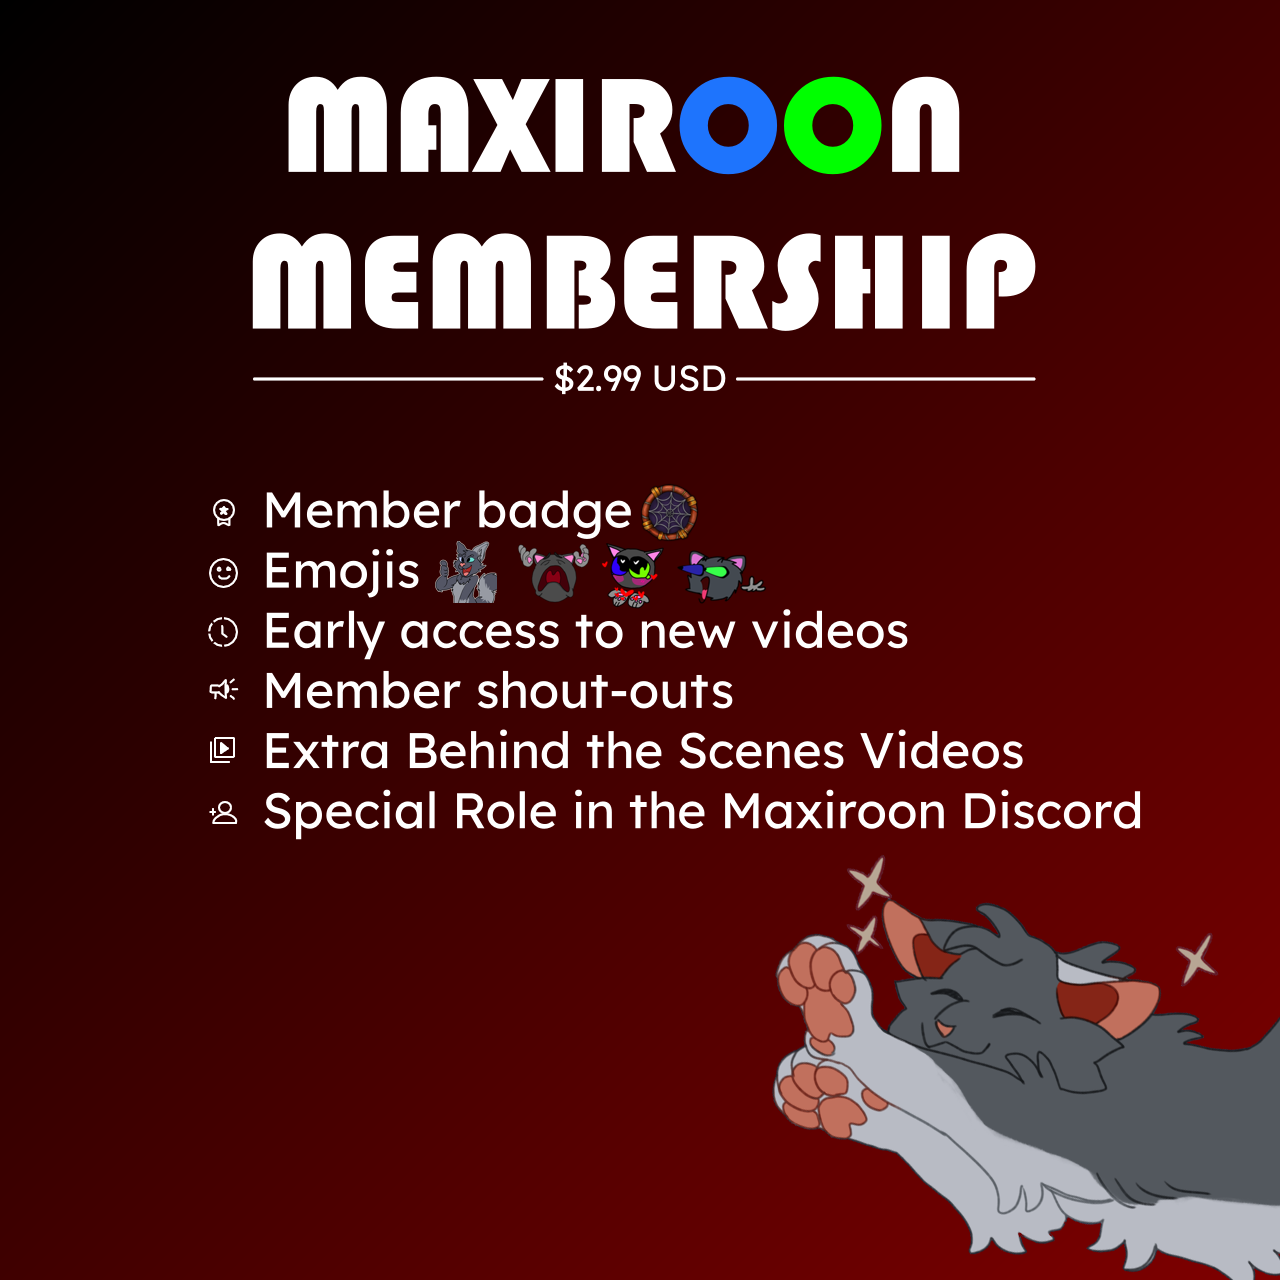 MAXIROON
MEMBERSHIP
$2.99 USD
Member badge
Emojis
Early access to new videos
Member shout-outs
Extra Behind the Scenes Videos
Special Role in the Maxiroon Discord